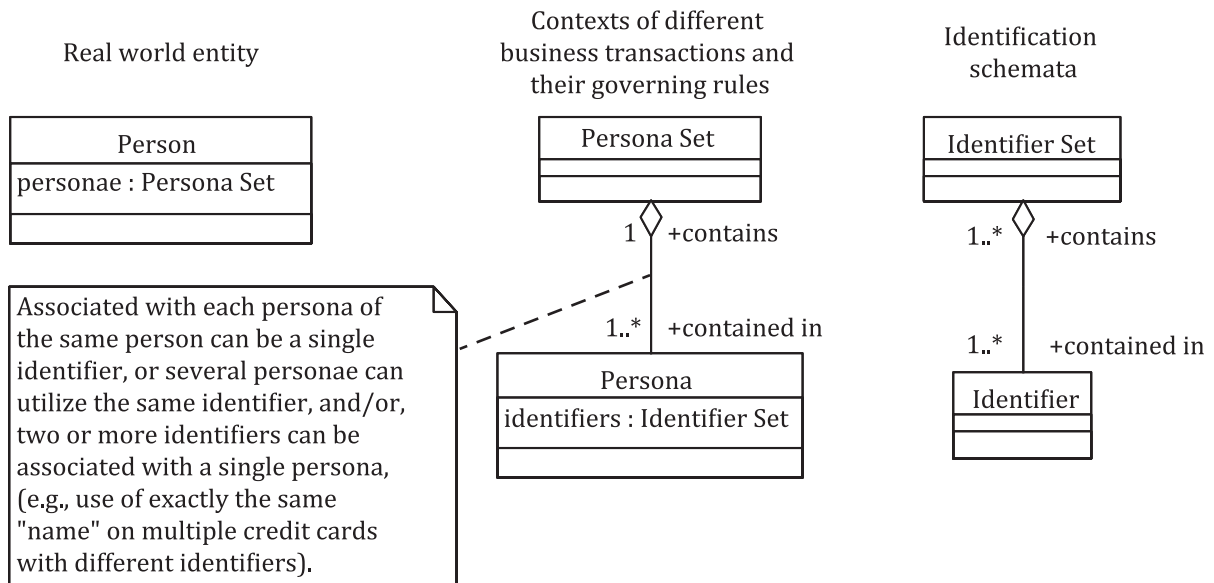 Real world entity
Contexts of different
business transactions and
their governing rules
Identification
schemata
Person
personae : Persona Set
Persona Set
1 +contains
1..* +contained in
Persona
identifiers : Identifier Set
Identifier Set
1..* +contains
1..* +contained in
Identifier
Associated with each persona of
the same person can be a single
identifier, or several personae can
utilize the same identifier, and/or,
two or more identifiers can be
associated with a single persona,
(e.g., use of exactly the same
"name" on multiple credit cards
with different identifiers).